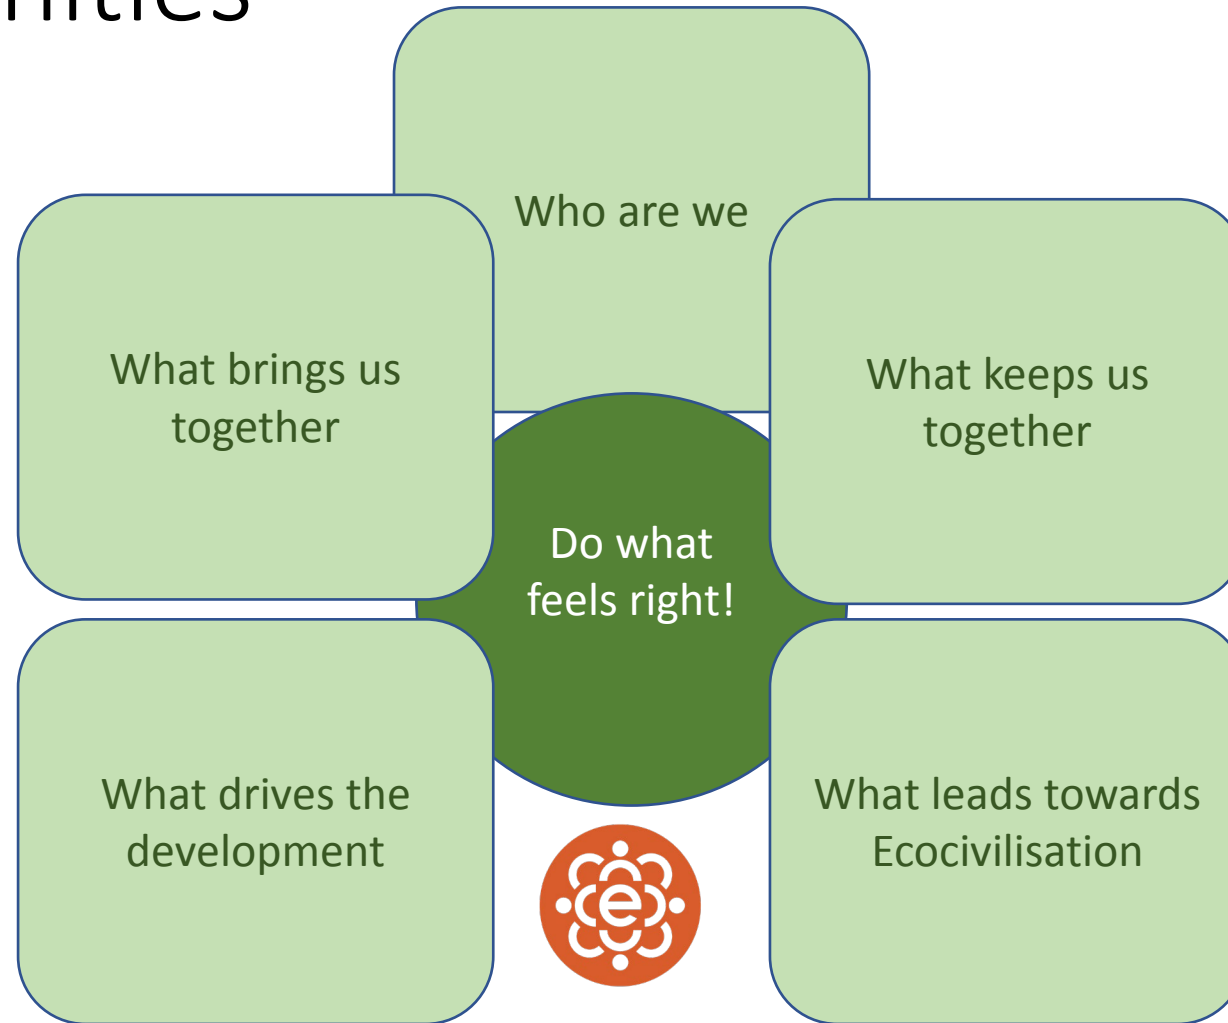 nities
Who are we
What brings us
together
What keeps us
together
Do what
feels right!
What drives the
development
What leads towards
Ecocivilisation
e